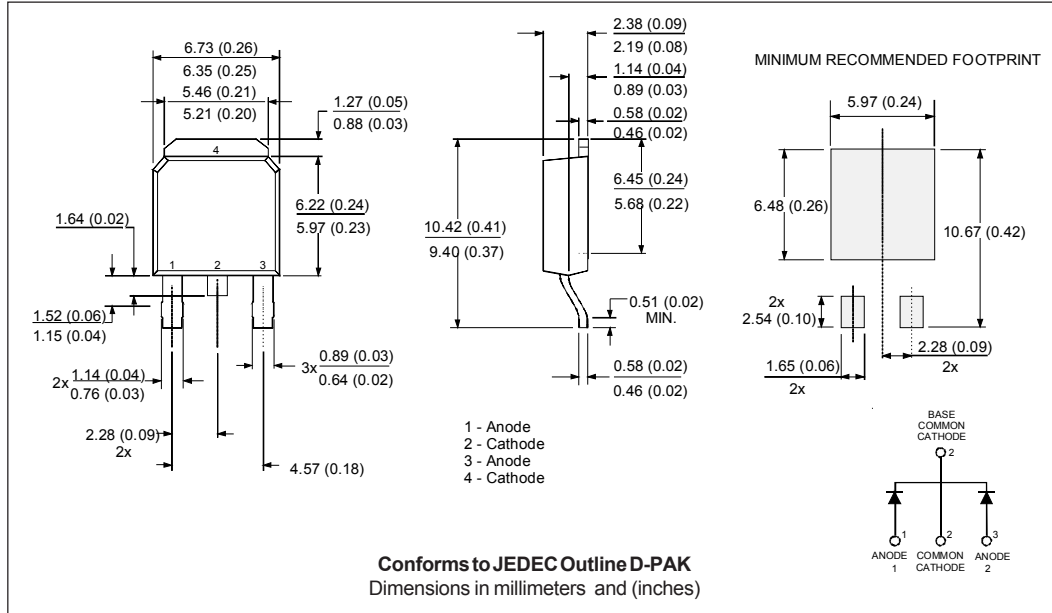 6.73 (0.26)
6.35 (0.25)
5.46 (0.21)
5.21 (0.20)
1.27 (0.05)
0.88 (0.03)
4
6.22 (0.24)
5.97 (0.23)
1.64 (0.02)
1 2 3
1.52 (0.06)
1.15 (0.04)
2x 1.14 (0.04)
0.76 (0.03)
3x 0.89 (0.03)
0.64 (0.02)
2.28 (0.09)
2x
4.57 (0.18)
2.38 (0.09)
2.19 (0.08)
1.14 (0.04)
0.89 (0.03)
0.58 (0.02)
0.46 (0.02)
6.45 (0.24)
5.68 (0.22)
10.42 (0.41)
9.40 (0.37)
0.51 (0.02)
MIN.
0.58 (0.02)
0.46 (0.02)
1 - Anode
2 - Cathode
3 - Anode
4 - Cathode
MINIMUM RECOMMENDED FOOTPRINT
5.97 (0.24)
6.48 (0.26)
10.67 (0.42)
2x
2.54 (0.10)
2.28 (0.09)
2x
1.65 (0.06)
2x
BASE
COMMON
CATHODE
2
1 2 3
ANODE COMMON ANODE
1 CATHODE 2
Conforms to JEDEC Outline D-PAK
Dimensions in millimeters and (inches)